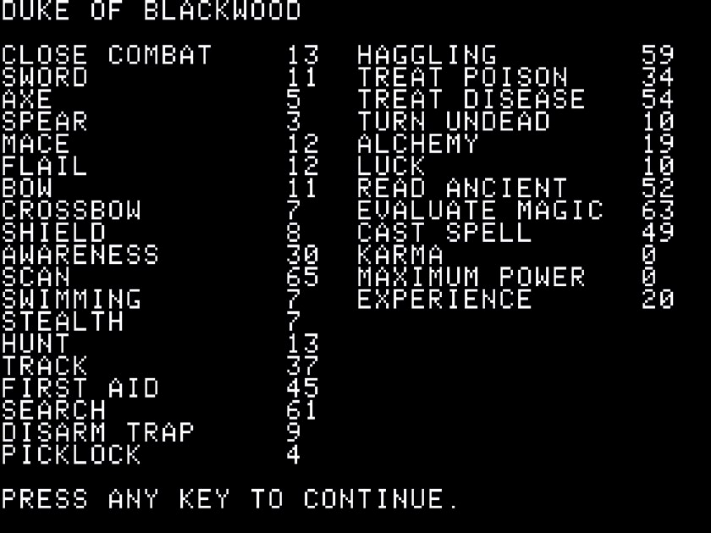 DUKE OF BLACKWOOD
CLOSE COMBAT 13 HAGGLING 59
SWORD 11 TREAT POISON 34
AXE 5 TREAT DISEASE 54
SPEAR 3 TURN UNDEAD 10
MACE 12 ALCHEMY 19
FLAIL 12 LUCK 10
BOW 11 READ ANCIENT 52
CROSSBOW 7 EVALUATE MAGIC 63
SHIELD 8 CAST SPELL 49
AWARENESS 30 KARMA 0
SCAN 65 MAXIMUM POWER 0
SWIMMING 7 EXPERIENCE 20
STEALTH 7
HUNT 13
TRACK 37
FIRST AID 45
SEARCH 61
DISARM TRAP 9
PICKLOCK 4
PRESS ANY KEY TO CONTINUE.